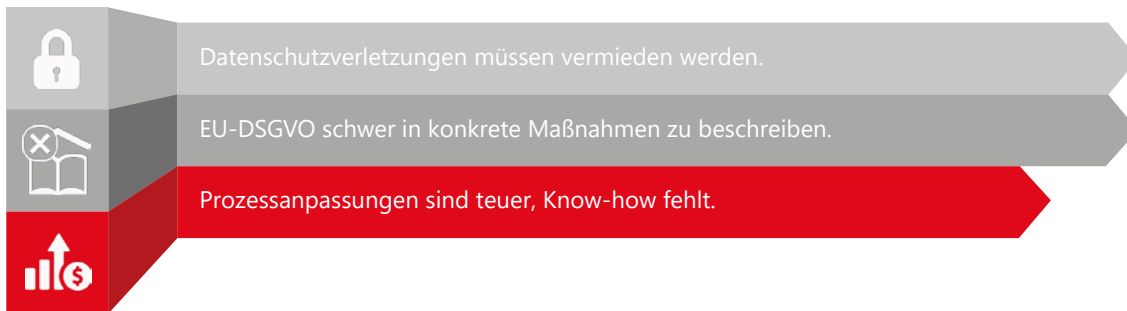 Datenschutzverletzungen müssen vermieden werden.
EU-DSGVO schwer in konkrete Maßnahmen zu beschreiben.
Prozessanpassungen sind teuer, Know-how fehlt.
$